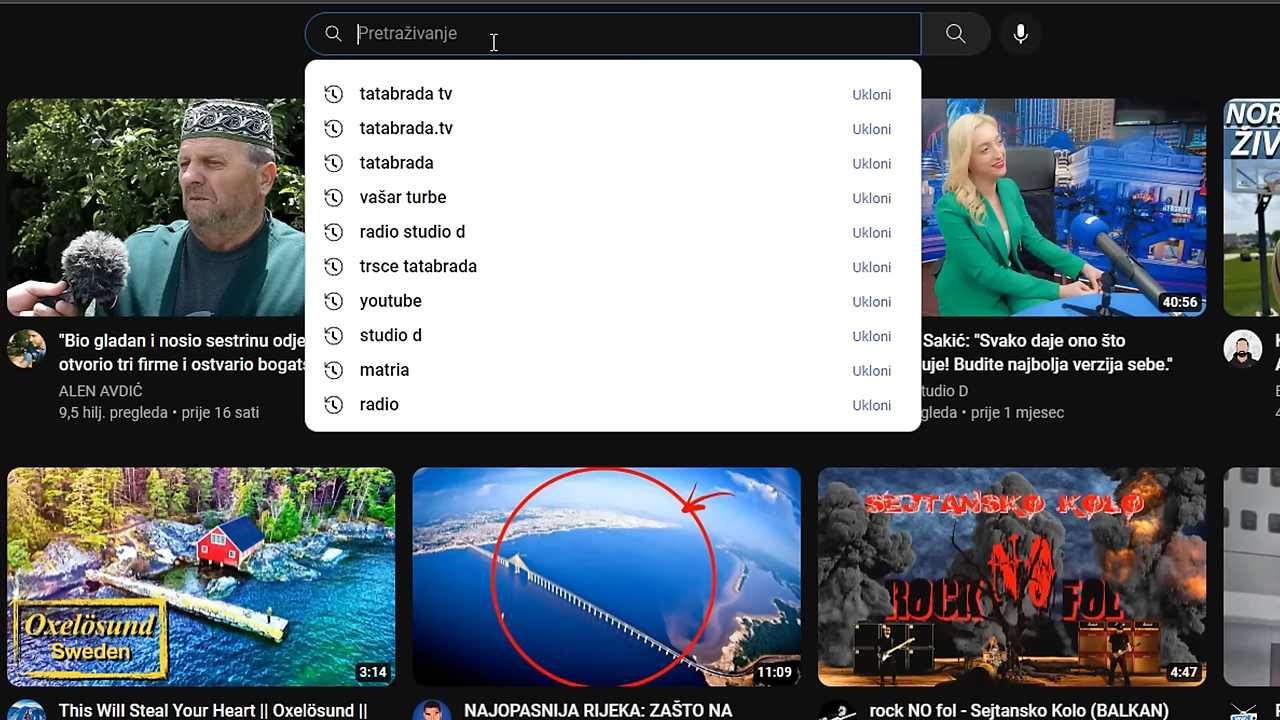 Pretraživanje
tatabrada tv Ukloni
tatabrada.tv Ukloni
tatabrada Ukloni
vašar turbe Ukloni
radio studio d Ukloni
trsce tatabrada Ukloni
youtube Ukloni
studio d Ukloni
matria Ukloni
radio Ukloni
40:56
"Bio gladan i nosio sestrinu odje
otvorio tri firme i ostvario bogats
ALEN AVDIĆ
9,5 hilj. pregleda • prije 16 sati
Sakić: "Svako daje ono što
uje! Budite najbolja verzija sebe."
tudio D
gleda • prije 1 mjesec
NOR
ŽIV
Oxelösund
Sweden
3:14
11:09
SEJTANSKO KOLO
ROCK NO FOL
4:47
This Will Steal Your Heart || Oxelösund ||
NAJOPASNIJA RIJEKA: ZAŠTO NA
rock NO fol - Sejtansko Kolo (BALKAN)